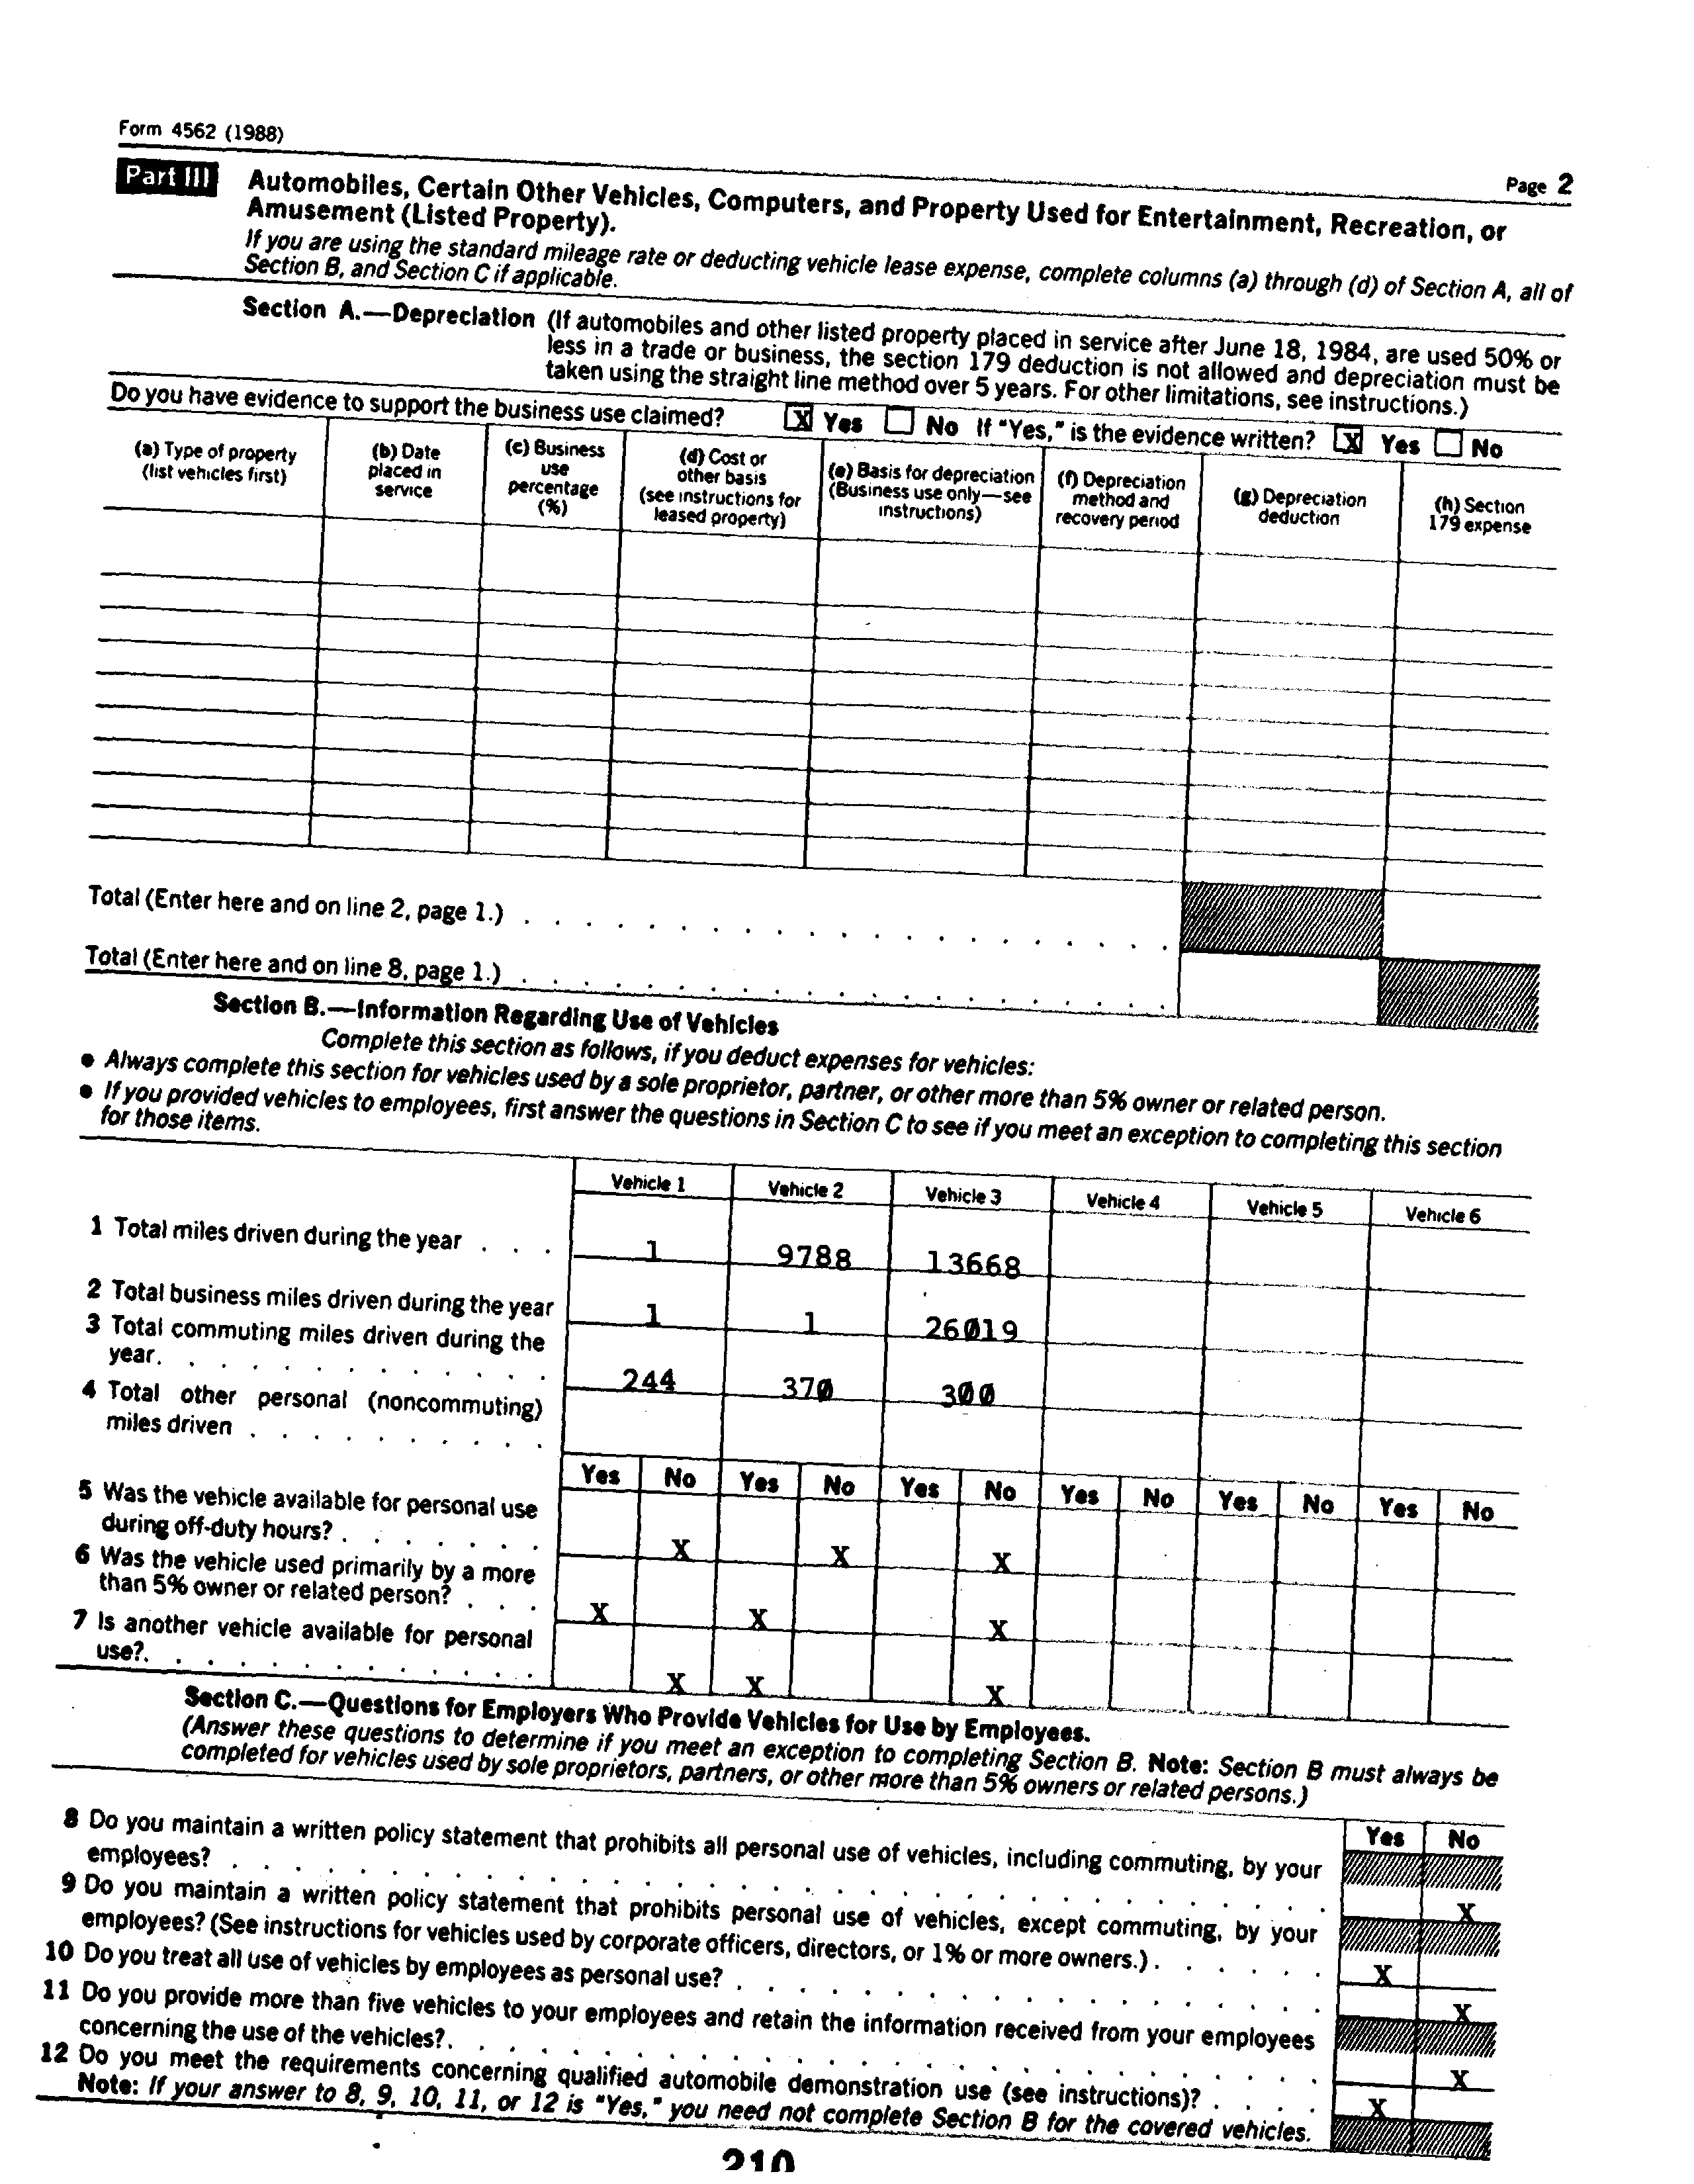 Form 4562 (1988)
Page 2
Part III Automobiles, Certain Other Vehicles, Computers, and Property Used for Entertainment, Recreation, or
Amusement (Listed Property).
If you are using the standard mileage rate or deducting vehicle lease expense, complete columns (a) through (d) of Section A, all of
Section B, and Section C if applicable.
Section A.—Depreciation (If automobiles and other listed property placed in service after June 18, 1984, are used 50% or
less in a trade or business, the section 179 deduction is not allowed and depreciation must be
taken using the straight line method over 5 years. For other limitations, see instructions.)
Do you have evidence to support the business use claimed? X Yes No If "Yes," is the evidence written? X Yes No
(a) Type of property
(list vehicles first)
(b) Date
placed in
service
(c) Business
use
percentage
(%)
(d) Cost or
other basis
(see instructions for
leased property)
(e) Basis for depreciation
(Business use only—see
instructions)
(f) Depreciation
method and
recovery period
(g) Depreciation
deduction
(h) Section
179 expense
Total (Enter here and on line 2, page 1.)
Total (Enter here and on line 8, page 1.)
Section B.—Information Regarding Use of Vehicles
Complete this section as follows, if you deduct expenses for vehicles:
● Always complete this section for vehicles used by a sole proprietor, partner, or other more than 5% owner or related person.
● If you provided vehicles to employees, first answer the questions in Section C to see if you meet an exception to completing this section
for those items.
Vehicle 1 Vehicle 2 Vehicle 3 Vehicle 4 Vehicle 5 Vehicle 6
1 Total miles driven during the year . . . 1 9788 13668
2 Total business miles driven during the year 1 1 26019
3 Total commuting miles driven during the
year. . . . . . . . . . . . . 244 370 300
4 Total other personal (noncommuting)
miles driven . . . . . . . . . .
Yes No Yes No Yes No Yes No Yes No Yes No
5 Was the vehicle available for personal use
during off-duty hours? . . . . . . . X X X
6 Was the vehicle used primarily by a more
than 5% owner or related person? . . . X X X
7 Is another vehicle available for personal
use?. . . . . . . . . . . . . X X X
Section C.—Questions for Employers Who Provide Vehicles for Use by Employees.
(Answer these questions to determine if you meet an exception to completing Section B. Note: Section B must always be
completed for vehicles used by sole proprietors, partners, or other more than 5% owners or related persons.)
Yes No
8 Do you maintain a written policy statement that prohibits all personal use of vehicles, including commuting, by your
employees? X
9 Do you maintain a written policy statement that prohibits personal use of vehicles, except commuting, by your
employees? (See instructions for vehicles used by corporate officers, directors, or 1% or more owners.) X
10 Do you treat all use of vehicles by employees as personal use? X
11 Do you provide more than five vehicles to your employees and retain the information received from your employees
concerning the use of the vehicles?. X
12 Do you meet the requirements concerning qualified automobile demonstration use (see instructions)? X
Note: If your answer to 8, 9, 10, 11, or 12 is "Yes," you need not complete Section B for the covered vehicles.
210